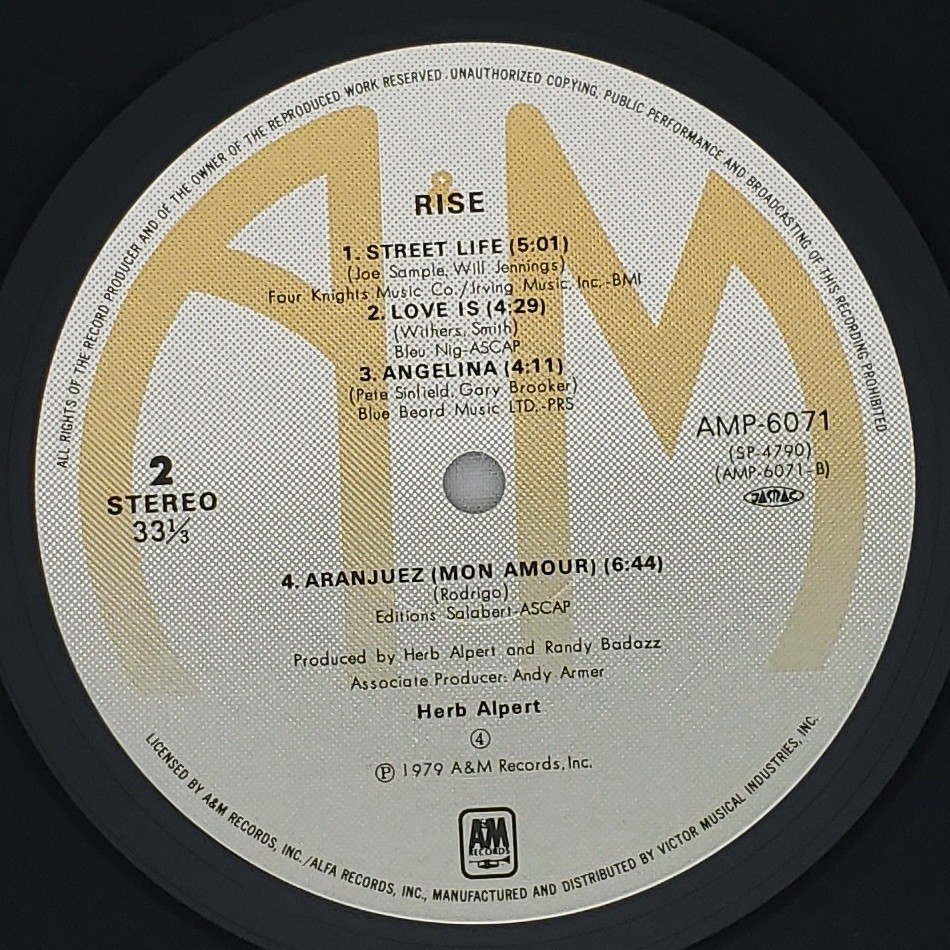 ALL RIGHTS OF THE RECORD PRODUCER AND OF THE OWNER OF THE REPRODUCED WORK RESERVED. UNAUTHORIZED COPYING, PUBLIC PERFORMANCE AND BROADCASTING OF THIS RECORDING PROHIBITED.
RISE
1. STREET LIFE (5:01)
(Joe Sample, Will Jennings)
Four Knights Music Co./Irving Music, Inc.-BMI
2. LOVE IS (4:29)
(Withers, Smith)
Bleu Nig-ASCAP
3. ANGELINA (4:11)
(Pete Sinlield, Gary Brooker)
Blue Beard Music LTD.-PRS
AMP-6071
(SP-4790)
(AMP-6071-B)
JASRAC
2
STEREO
33⅓
4. ARANJUEZ (MON AMOUR) (6:44)
(Rodrigo)
Editions Salabert-ASCAP
Produced by Herb Alpert and Randy Badazz
Associate Producer: Andy Armer
Herb Alpert
④
Ⓟ 1979 A&M Records, Inc.
A&M
RECORDS
LICENSED BY A&M RECORDS, INC./ALFA RECORDS, INC., MANUFACTURED AND DISTRIBUTED BY VICTOR MUSICAL INDUSTRIES, INC.